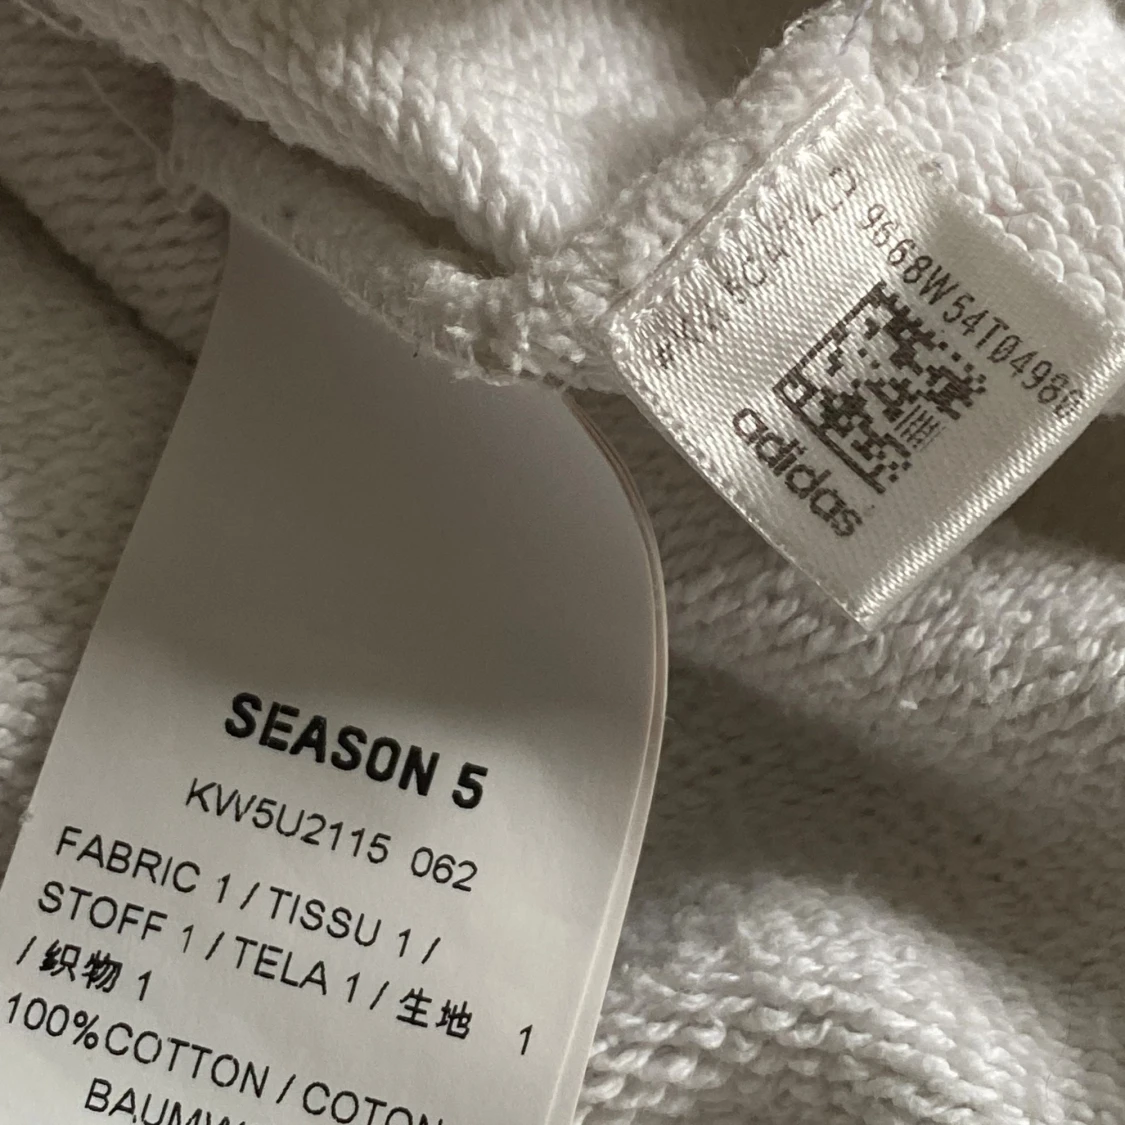 SEASON 5
KW5U2115 062
FABRIC 1 / TISSU 1 /
STOFF 1 / TELA 1 / 生地 1
/ 织物 1
100%COTTON / COTON
adidas